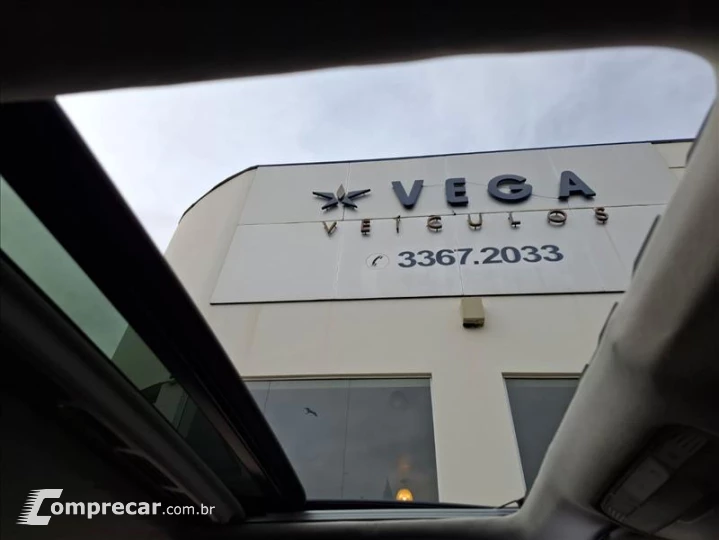 VEGA
VEÍCULOS
3367.2033
Comprecar.com.br